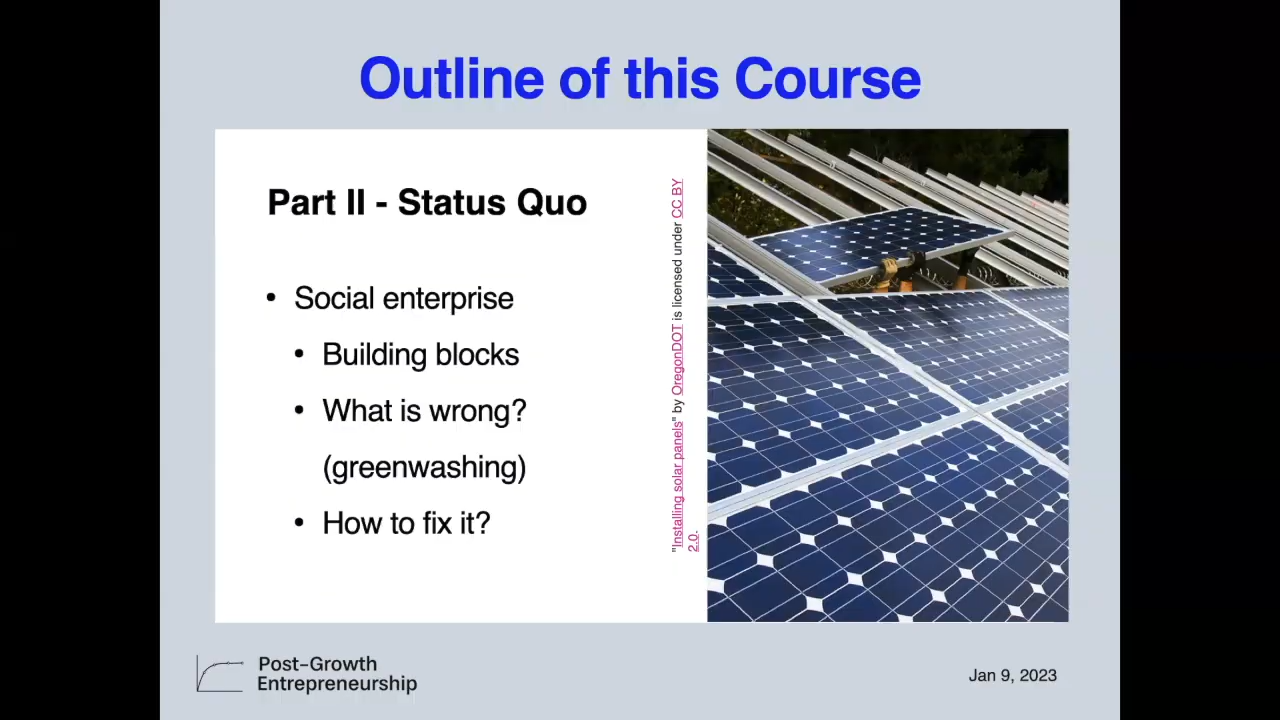 Outline of this Course
Part II - Status Quo
• Social enterprise
• Building blocks
• What is wrong?
(greenwashing)
• How to fix it?
"Installing solar panels" by OregonDOT is licensed under CC BY
2.0.
Post-Growth
Entrepreneurship
Jan 9, 2023